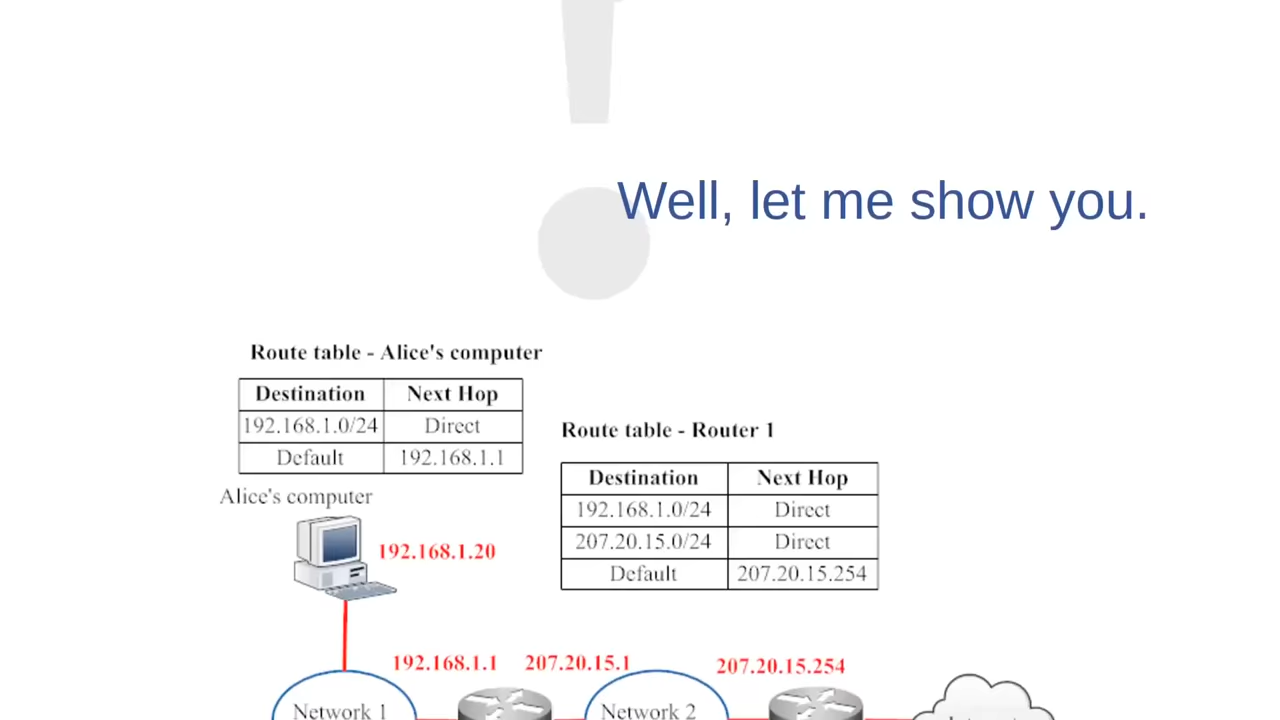 Well, let me show you.
Route table - Alice's computer
Destination Next Hop
192.168.1.0/24 Direct
Default 192.168.1.1
Route table - Router 1
Destination Next Hop
192.168.1.0/24 Direct
207.20.15.0/24 Direct
Default 207.20.15.254
Alice's computer
192.168.1.20
192.168.1.1 207.20.15.1 207.20.15.254
Network 1 Network 2